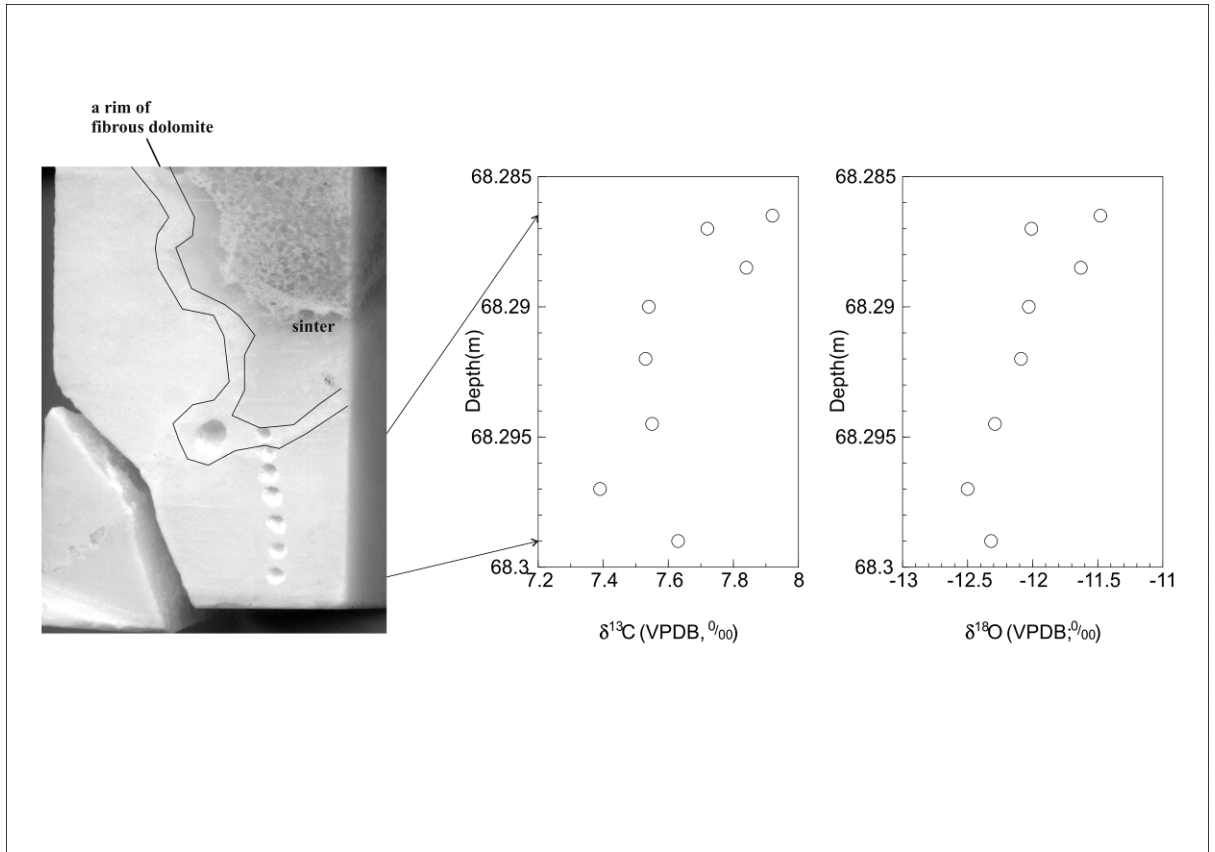 a rim of
fibrous dolomite
sinter
68.285
68.29
68.295
68.3
Depth(m)
7.2 7.4 7.6 7.8 8
δ¹³C (VPDB, ⁰/₀₀)
68.285
68.29
68.295
68.3
Depth(m)
-13 -12.5 -12 -11.5 -11
δ¹⁸O (VPDB;⁰/₀₀)